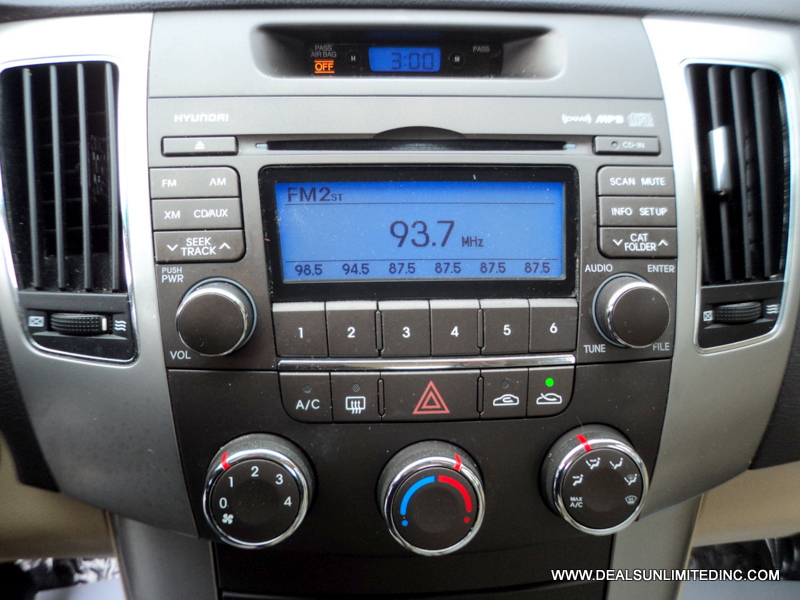 PASS AIR BAG OFF
H 3:00 M PASS
HYUNDAI
((XM)) MP3
CD-IN
FM AM
XM CD/AUX
SEEK TRACK
PUSH PWR
VOL
FM2 ST
93.7 MHz
98.5 94.5 87.5 87.5 87.5 87.5
SCAN MUTE
INFO SETUP
CAT FOLDER
AUDIO ENTER
TUNE FILE
1 2 3 4 5 6
A/C
0 1 2 3 4
MAX A/C
WWW.DEALSUNLIMITEDINC.COM